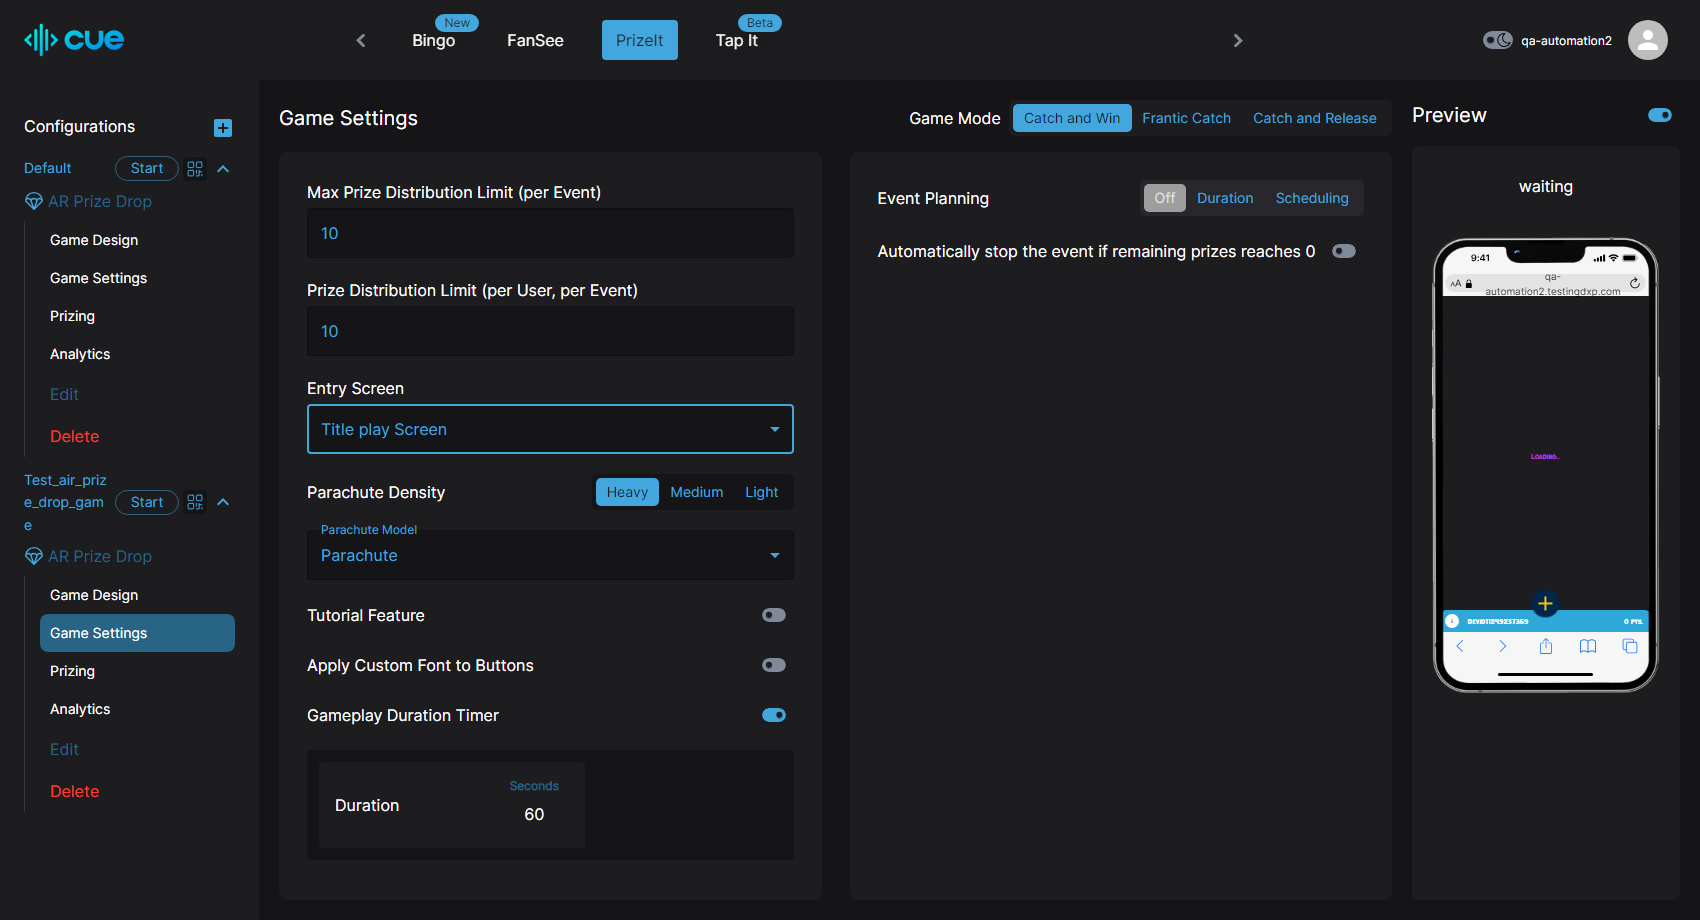 cue
New
Bingo
FanSee
PrizeIt
Beta
Tap It
qa-automation2
Configurations
Default
Start
AR Prize Drop
Game Design
Game Settings
Prizing
Analytics
Edit
Delete
Test_air_priz
e_drop_gam
e
Start
AR Prize Drop
Game Design
Game Settings
Prizing
Analytics
Edit
Delete
Game Settings
Game Mode
Catch and Win
Frantic Catch
Catch and Release
Max Prize Distribution Limit (per Event)
10
Prize Distribution Limit (per User, per Event)
10
Entry Screen
Title play Screen
Parachute Density
Heavy
Medium
Light
Parachute Model
Parachute
Tutorial Feature
Apply Custom Font to Buttons
Gameplay Duration Timer
Duration
Seconds
60
Event Planning
Off
Duration
Scheduling
Automatically stop the event if remaining prizes reaches 0
Preview
waiting
9:41
AA
qa-
automation2.testingdxp.com
LOADING...
0 PTS.